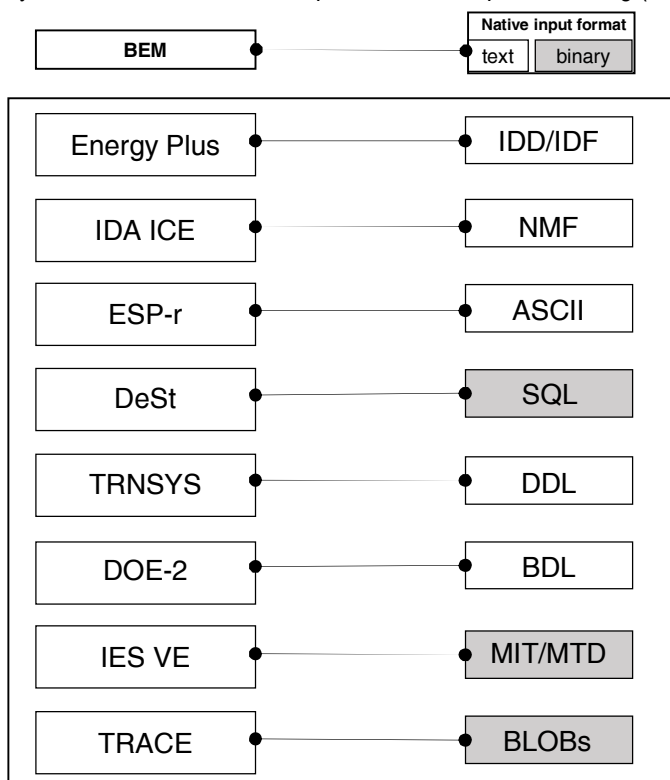 Native input format
BEM
text binary
Energy Plus IDD/IDF
IDA ICE NMF
ESP-r ASCII
DeSt SQL
TRNSYS DDL
DOE-2 BDL
IES VE MIT/MTD
TRACE BLOBs